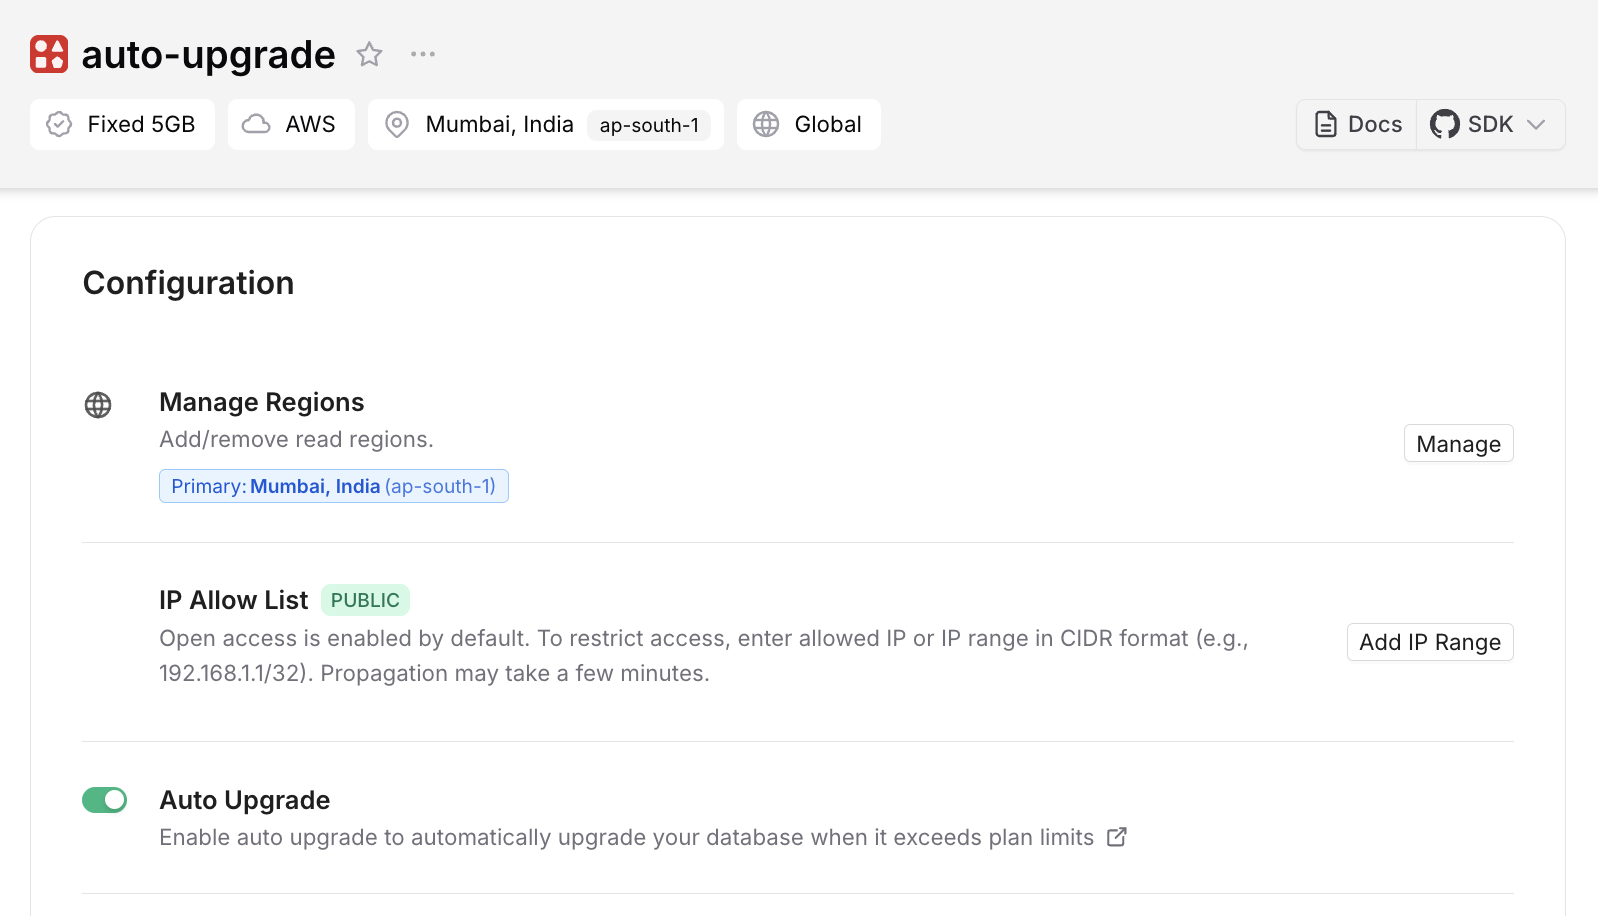 auto-upgrade
Fixed 5GB
AWS
Mumbai, India ap-south-1
Global
Docs
SDK
Configuration
Manage Regions
Add/remove read regions.
Primary: Mumbai, India (ap-south-1)
Manage
IP Allow List PUBLIC
Open access is enabled by default. To restrict access, enter allowed IP or IP range in CIDR format (e.g.,
192.168.1.1/32). Propagation may take a few minutes.
Add IP Range
Auto Upgrade
Enable auto upgrade to automatically upgrade your database when it exceeds plan limits